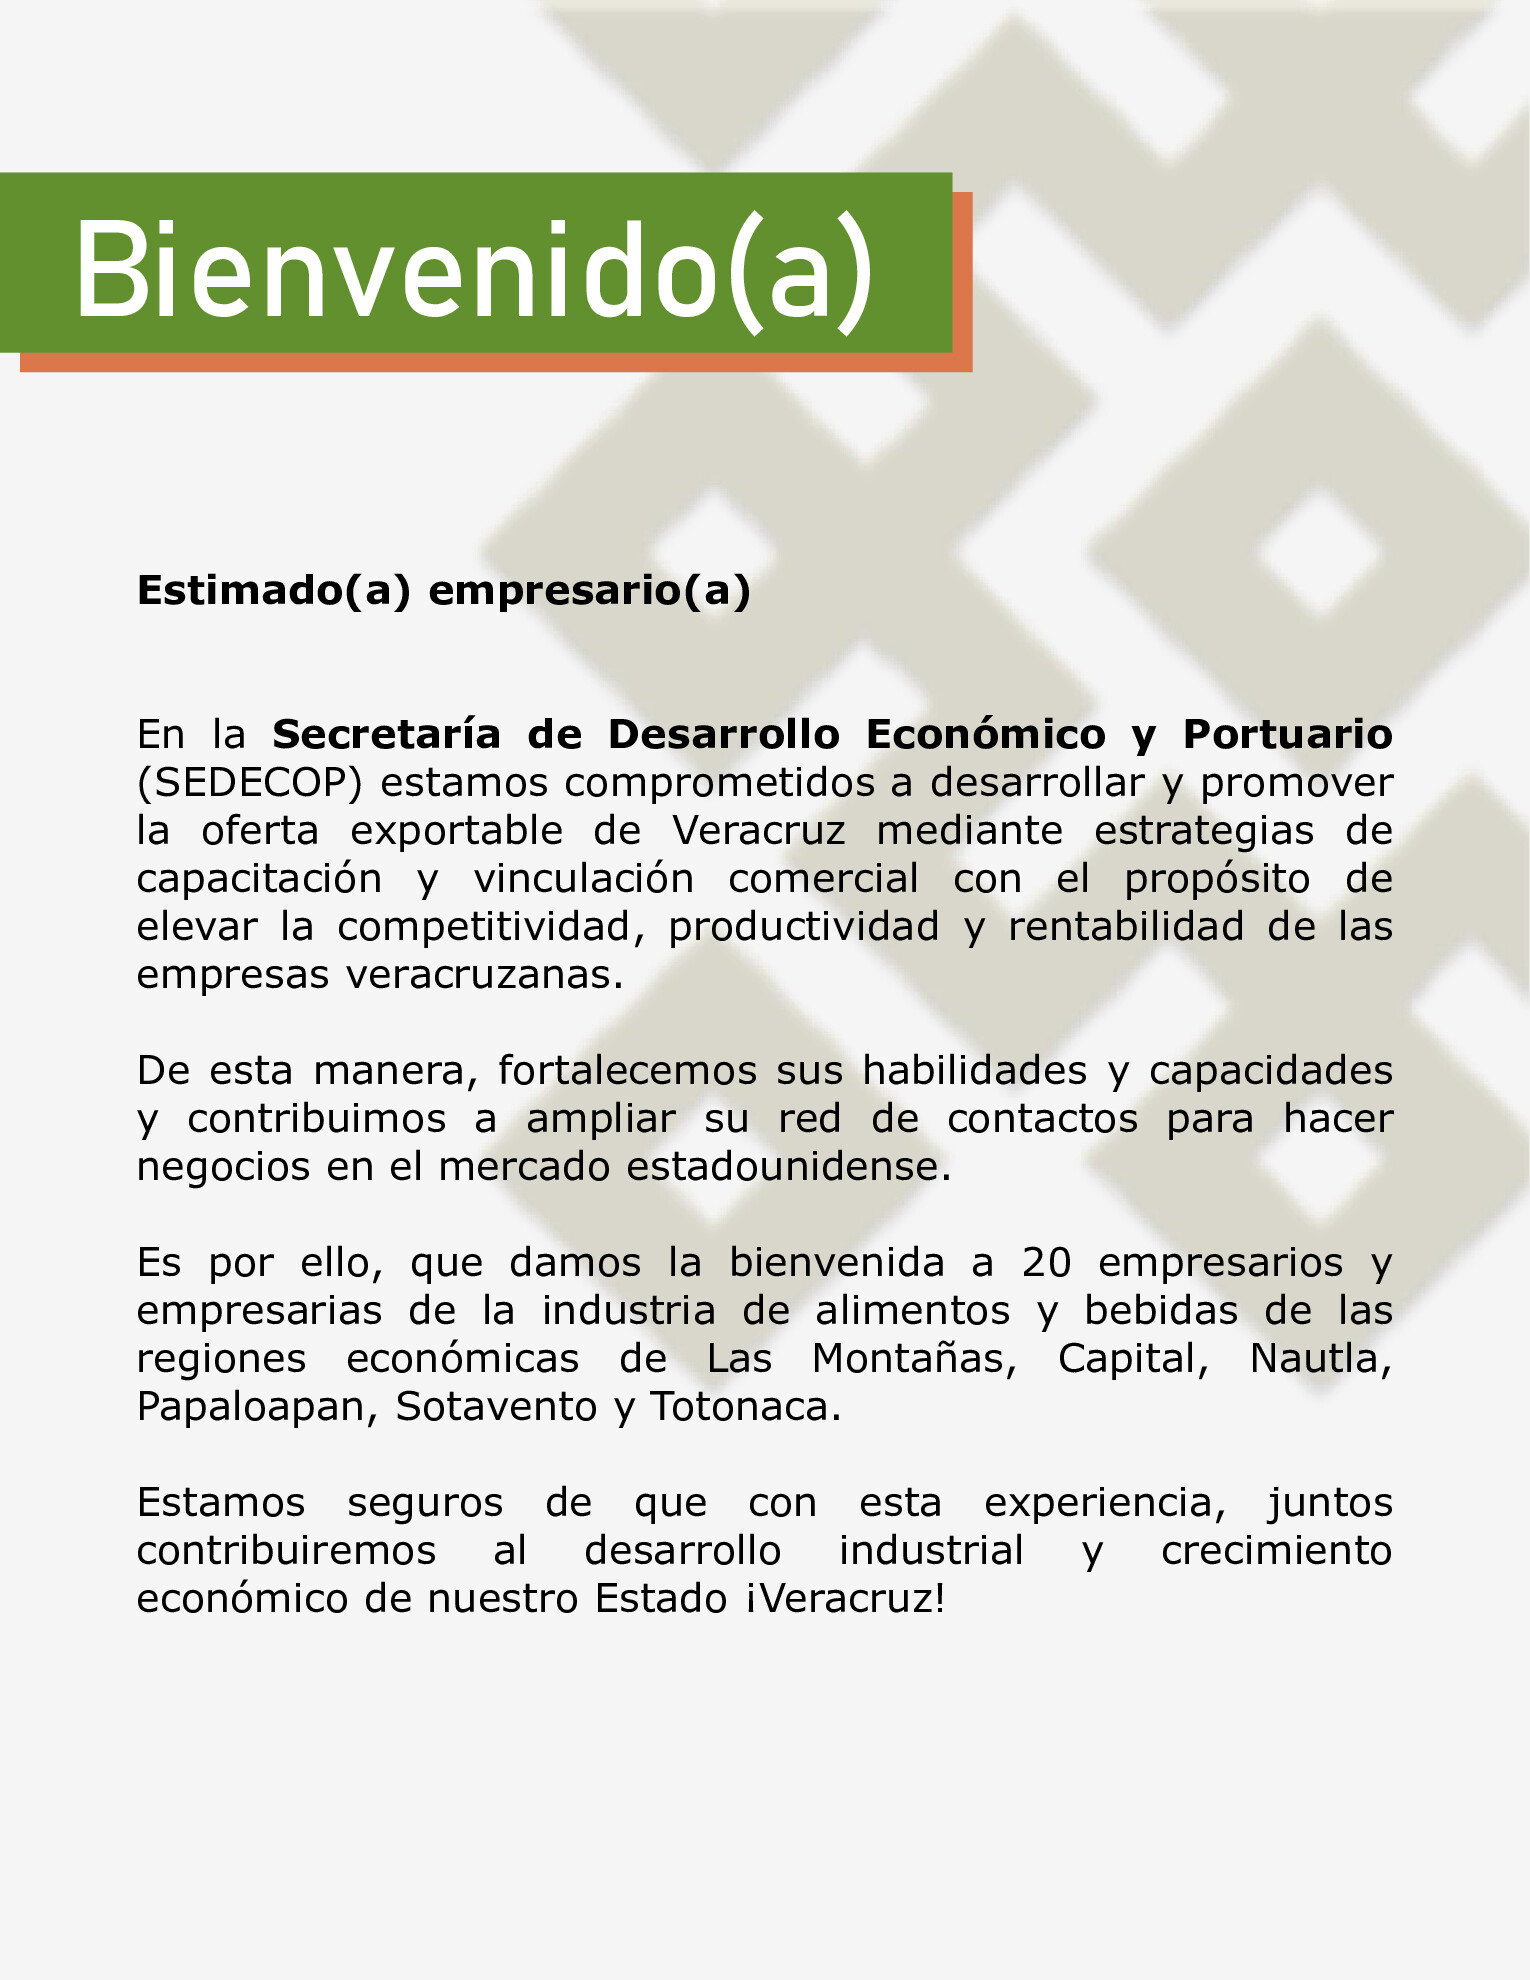 Bienvenido(a)
Estimado(a) empresario(a)
En la Secretaría de Desarrollo Económico y Portuario
(SEDECOP) estamos comprometidos a desarrollar y promover
la oferta exportable de Veracruz mediante estrategias de
capacitación y vinculación comercial con el propósito de
elevar la competitividad, productividad y rentabilidad de las
empresas veracruzanas.
De esta manera, fortalecemos sus habilidades y capacidades
y contribuimos a ampliar su red de contactos para hacer
negocios en el mercado estadounidense.
Es por ello, que damos la bienvenida a 20 empresarios y
empresarias de la industria de alimentos y bebidas de las
regiones económicas de Las Montañas, Capital, Nautla,
Papaloapan, Sotavento y Totonaca.
Estamos seguros de que con esta experiencia, juntos
contribuiremos al desarrollo industrial y crecimiento
económico de nuestro Estado ¡Veracruz!